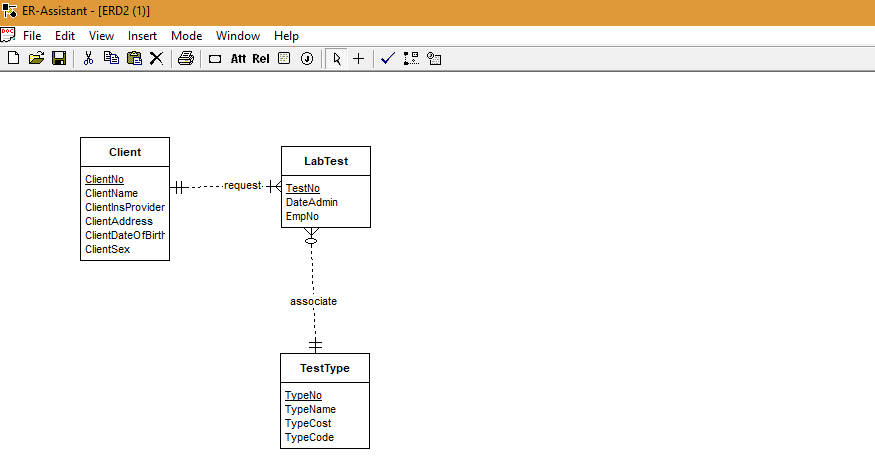 ER-Assistant - [ERD2 (1)]
DOC
File Edit View Insert Mode Window Help
Att Rel J
Client
ClientNo
ClientName
ClientInsProvider
ClientAddress
ClientDateOfBirth
ClientSex
request
LabTest
TestNo
DateAdmin
EmpNo
associate
TestType
TypeNo
TypeName
TypeCost
TypeCode